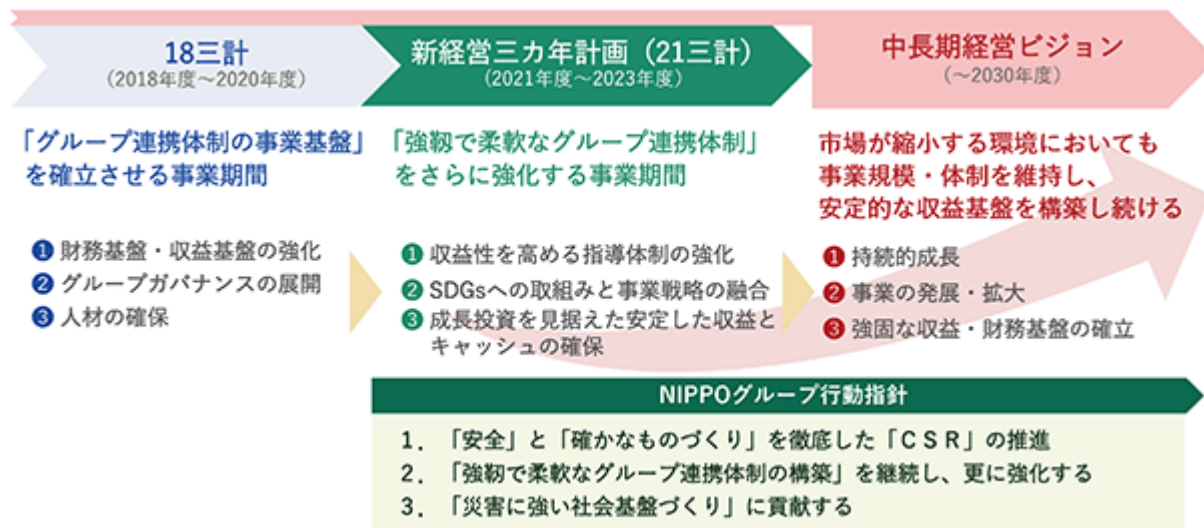 18三計
(2018年度～2020年度)
「グループ連携体制の事業基盤」
を確立させる事業期間
❶ 財務基盤・収益基盤の強化
❷ グループガバナンスの展開
❸ 人材の確保
新経営三カ年計画（21三計）
(2021年度～2023年度)
「強靱で柔軟なグループ連携体制」
をさらに強化する事業期間
❶ 収益性を高める指導体制の強化
❷ SDGsへの取組みと事業戦略の融合
❸ 成長投資を見据えた安定した収益と
キャッシュの確保
中長期経営ビジョン
(～2030年度)
市場が縮小する環境においても
事業規模・体制を維持し、
安定的な収益基盤を構築し続ける
❶ 持続的成長
❷ 事業の発展・拡大
❸ 強固な収益・財務基盤の確立
NIPPOグループ行動指針
1．「安全」と「確かなものづくり」を徹底した「ＣＳＲ」の推進
2．「強靱で柔軟なグループ連携体制の構築」を継続し、更に強化する
3．「災害に強い社会基盤づくり」に貢献する